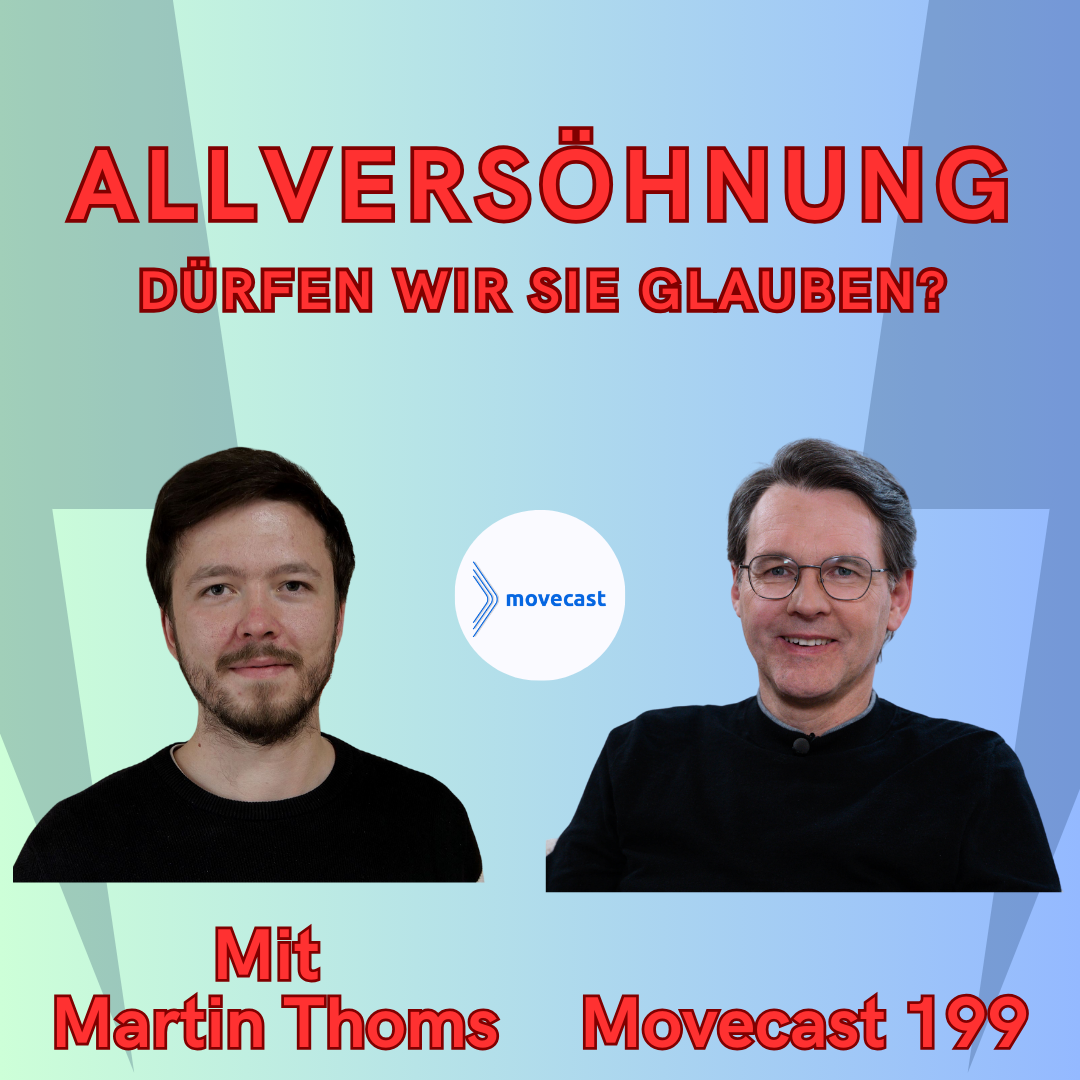 ALLVERSÖHNUNG
DÜRFEN WIR SIE GLAUBEN?
movecast
Mit
Martin Thoms
Movecast 199